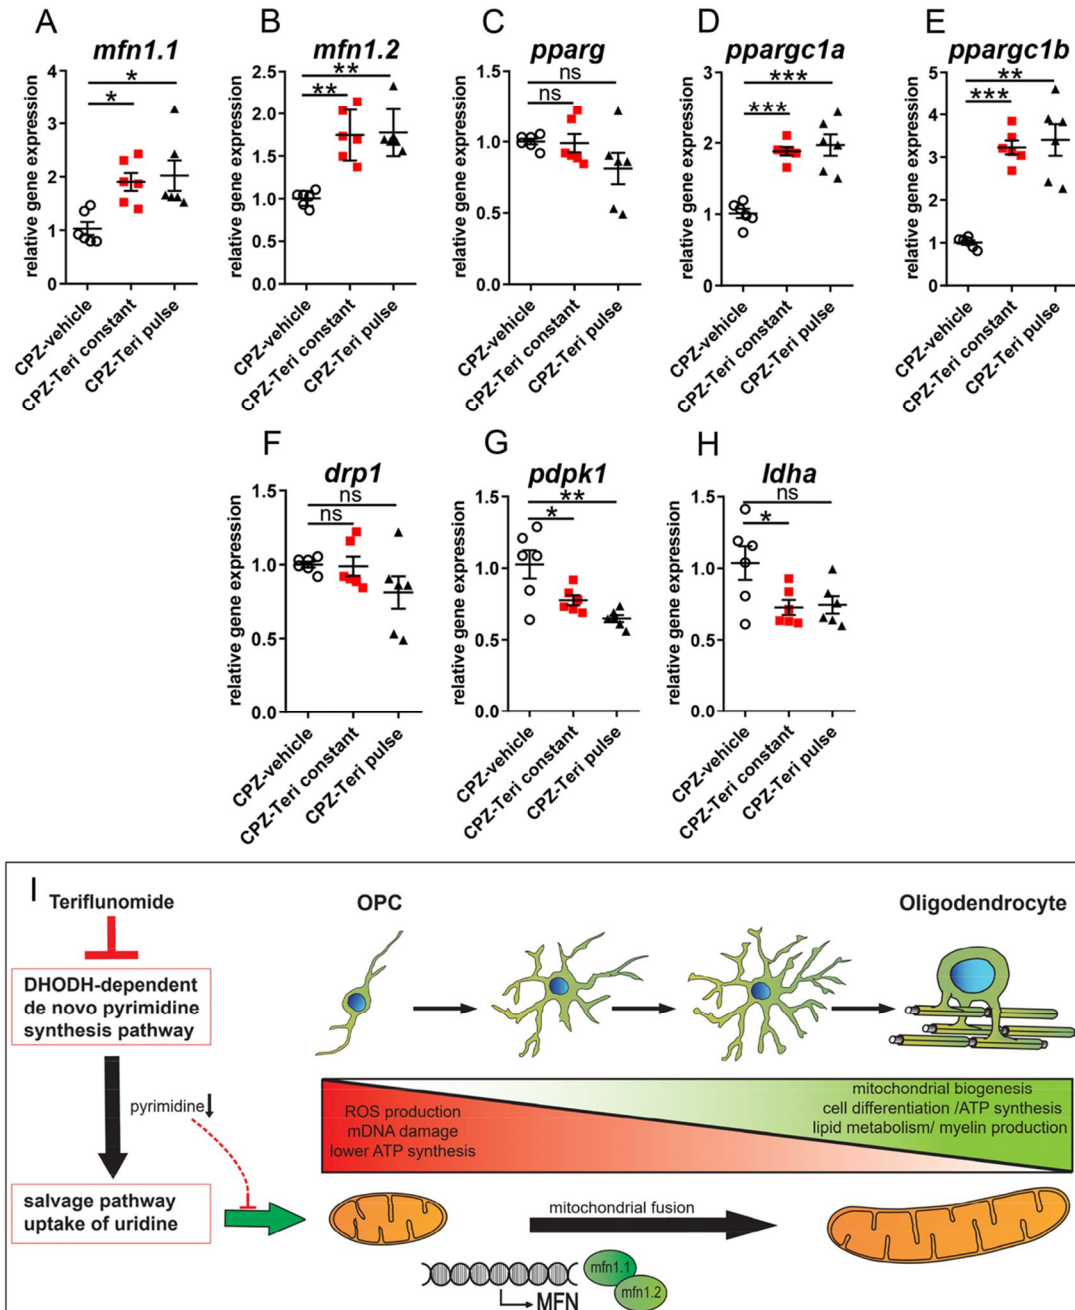 A
mfn1.1
relative gene expression
4
3
2
1
0
*
*
CPZ-vehicle
CPZ-Teri constant
CPZ-Teri pulse
B
mfn1.2
relative gene expression
2.5
2.0
1.5
1.0
0.5
0.0
**
**
CPZ-vehicle
CPZ-Teri constant
CPZ-Teri pulse
C
pparg
relative gene expression
1.5
1.0
0.5
0.0
ns
ns
CPZ-vehicle
CPZ-Teri constant
CPZ-Teri pulse
D
ppargc1a
relative gene expression
3
2
1
0
***
***
CPZ-vehicle
CPZ-Teri constant
CPZ-Teri pulse
E
ppargc1b
relative gene expression
5
4
3
2
1
0
**
***
CPZ-vehicle
CPZ-Teri constant
CPZ-Teri pulse
F
drp1
relative gene expression
1.5
1.0
0.5
0.0
ns
ns
CPZ-vehicle
CPZ-Teri constant
CPZ-Teri pulse
G
pdpk1
relative gene expression
1.5
1.0
0.5
0.0
**
*
CPZ-vehicle
CPZ-Teri constant
CPZ-Teri pulse
H
ldha
relative gene expression
1.5
1.0
0.5
0.0
ns
*
CPZ-vehicle
CPZ-Teri constant
CPZ-Teri pulse
I
Teriflunomide
DHODH-dependent
de novo pyrimidine
synthesis pathway
pyrimidine
salvage pathway
uptake of uridine
OPC
Oligodendrocyte
ROS production
mDNA damage
lower ATP synthesis
mitochondrial biogenesis
cell differentiation /ATP synthesis
lipid metabolism/ myelin production
mitochondrial fusion
MFN
mfn1.1
mfn1.2